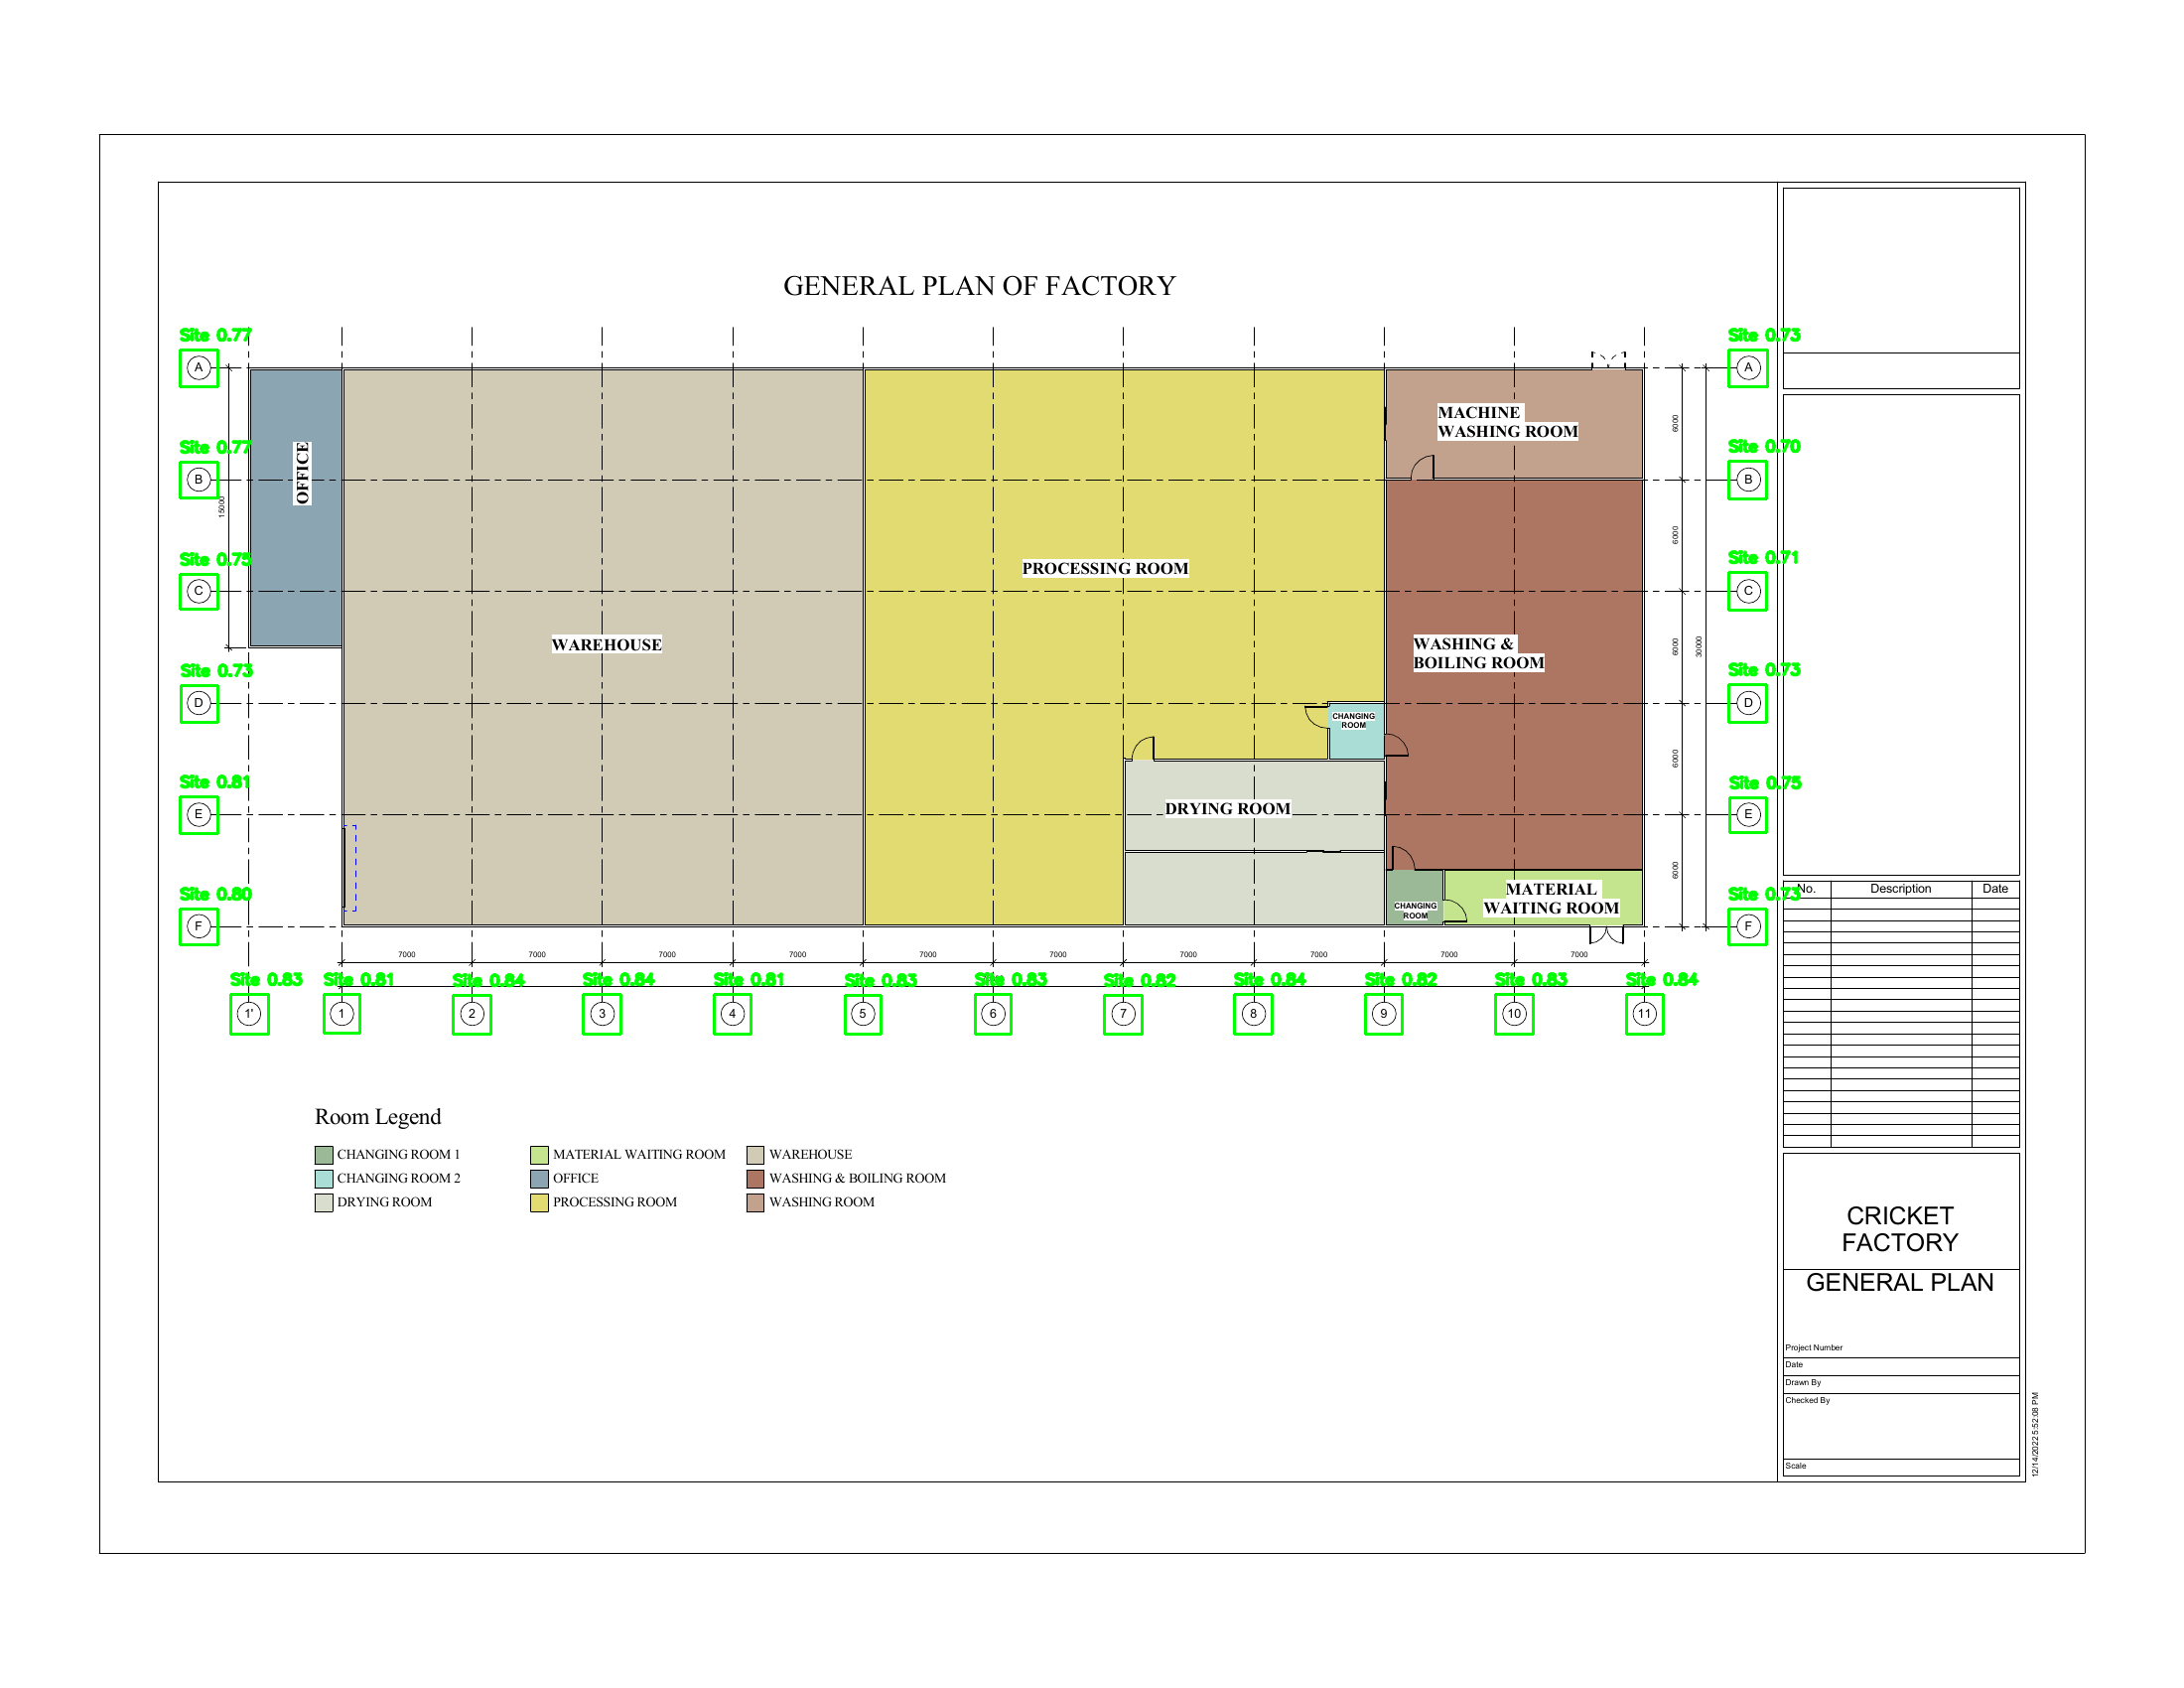 GENERAL PLAN OF FACTORY
Site 0.77
A
Site 0.73
A
Site 0.77
B
Site 0.70
B
Site 0.75
C
Site 0.71
C
Site 0.73
D
Site 0.73
D
Site 0.81
E
Site 0.75
E
Site 0.80
F
Site 0.73
F
15000
OFFICE
WAREHOUSE
PROCESSING ROOM
MACHINE
WASHING ROOM
WASHING &
BOILING ROOM
CHANGING
ROOM
DRYING ROOM
CHANGING
ROOM
MATERIAL
WAITING ROOM
6000
6000
6000
6000
6000
30000
7000 7000 7000 7000 7000 7000 7000 7000 7000 7000
Site 0.83 Site 0.81 Site 0.84 Site 0.84 Site 0.81 Site 0.83 Site 0.83 Site 0.82 Site 0.84 Site 0.82 Site 0.83 Site 0.84
1' 1 2 3 4 5 6 7 8 9 10 11
Room Legend
CHANGING ROOM 1
CHANGING ROOM 2
DRYING ROOM
MATERIAL WAITING ROOM
OFFICE
PROCESSING ROOM
WAREHOUSE
WASHING & BOILING ROOM
WASHING ROOM
No. Description Date
CRICKET
FACTORY
GENERAL PLAN
Project Number
Date
Drawn By
Checked By
Scale
12/14/2022 5:52:08 PM